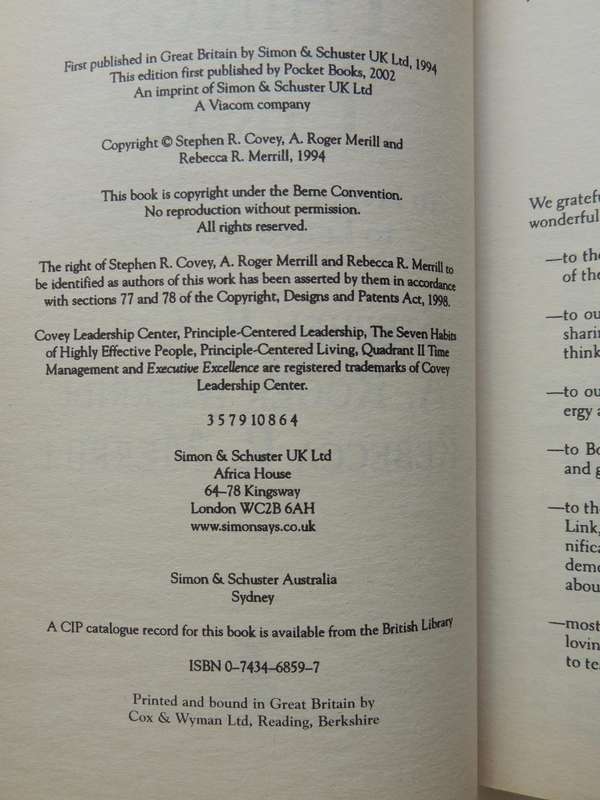 First published in Great Britain by Simon & Schuster UK Ltd, 1994
This edition first published by Pocket Books, 2002
An imprint of Simon & Schuster UK Ltd
A Viacom company
Copyright © Stephen R. Covey, A. Roger Merill and
Rebecca R. Merrill, 1994
This book is copyright under the Berne Convention.
No reproduction without permission.
All rights reserved.
The right of Stephen R. Covey, A. Roger Merrill and Rebecca R. Merrill to
be identified as authors of this work has been asserted by them in accordance
with sections 77 and 78 of the Copyright, Designs and Patents Act, 1998.
Covey Leadership Center, Principle-Centered Leadership, The Seven Habits
of Highly Effective People, Principle-Centered Living, Quadrant II Time
Management and Executive Excellence are registered trademarks of Covey
Leadership Center.
3 5 7 9 10 8 6 4
Simon & Schuster UK Ltd
Africa House
64–78 Kingsway
London WC2B 6AH
www.simonsays.co.uk
Simon & Schuster Australia
Sydney
A CIP catalogue record for this book is available from the British Library
ISBN 0–7434–6859–7
Printed and bound in Great Britain by
Cox & Wyman Ltd, Reading, Berkshire
We gratefu
wonderful
—to the
of the
—to ou
sharin
think
—to ou
ergy a
—to Bo
and g
—to th
Link,
nifica
demo
abou
—most
lovin
to te